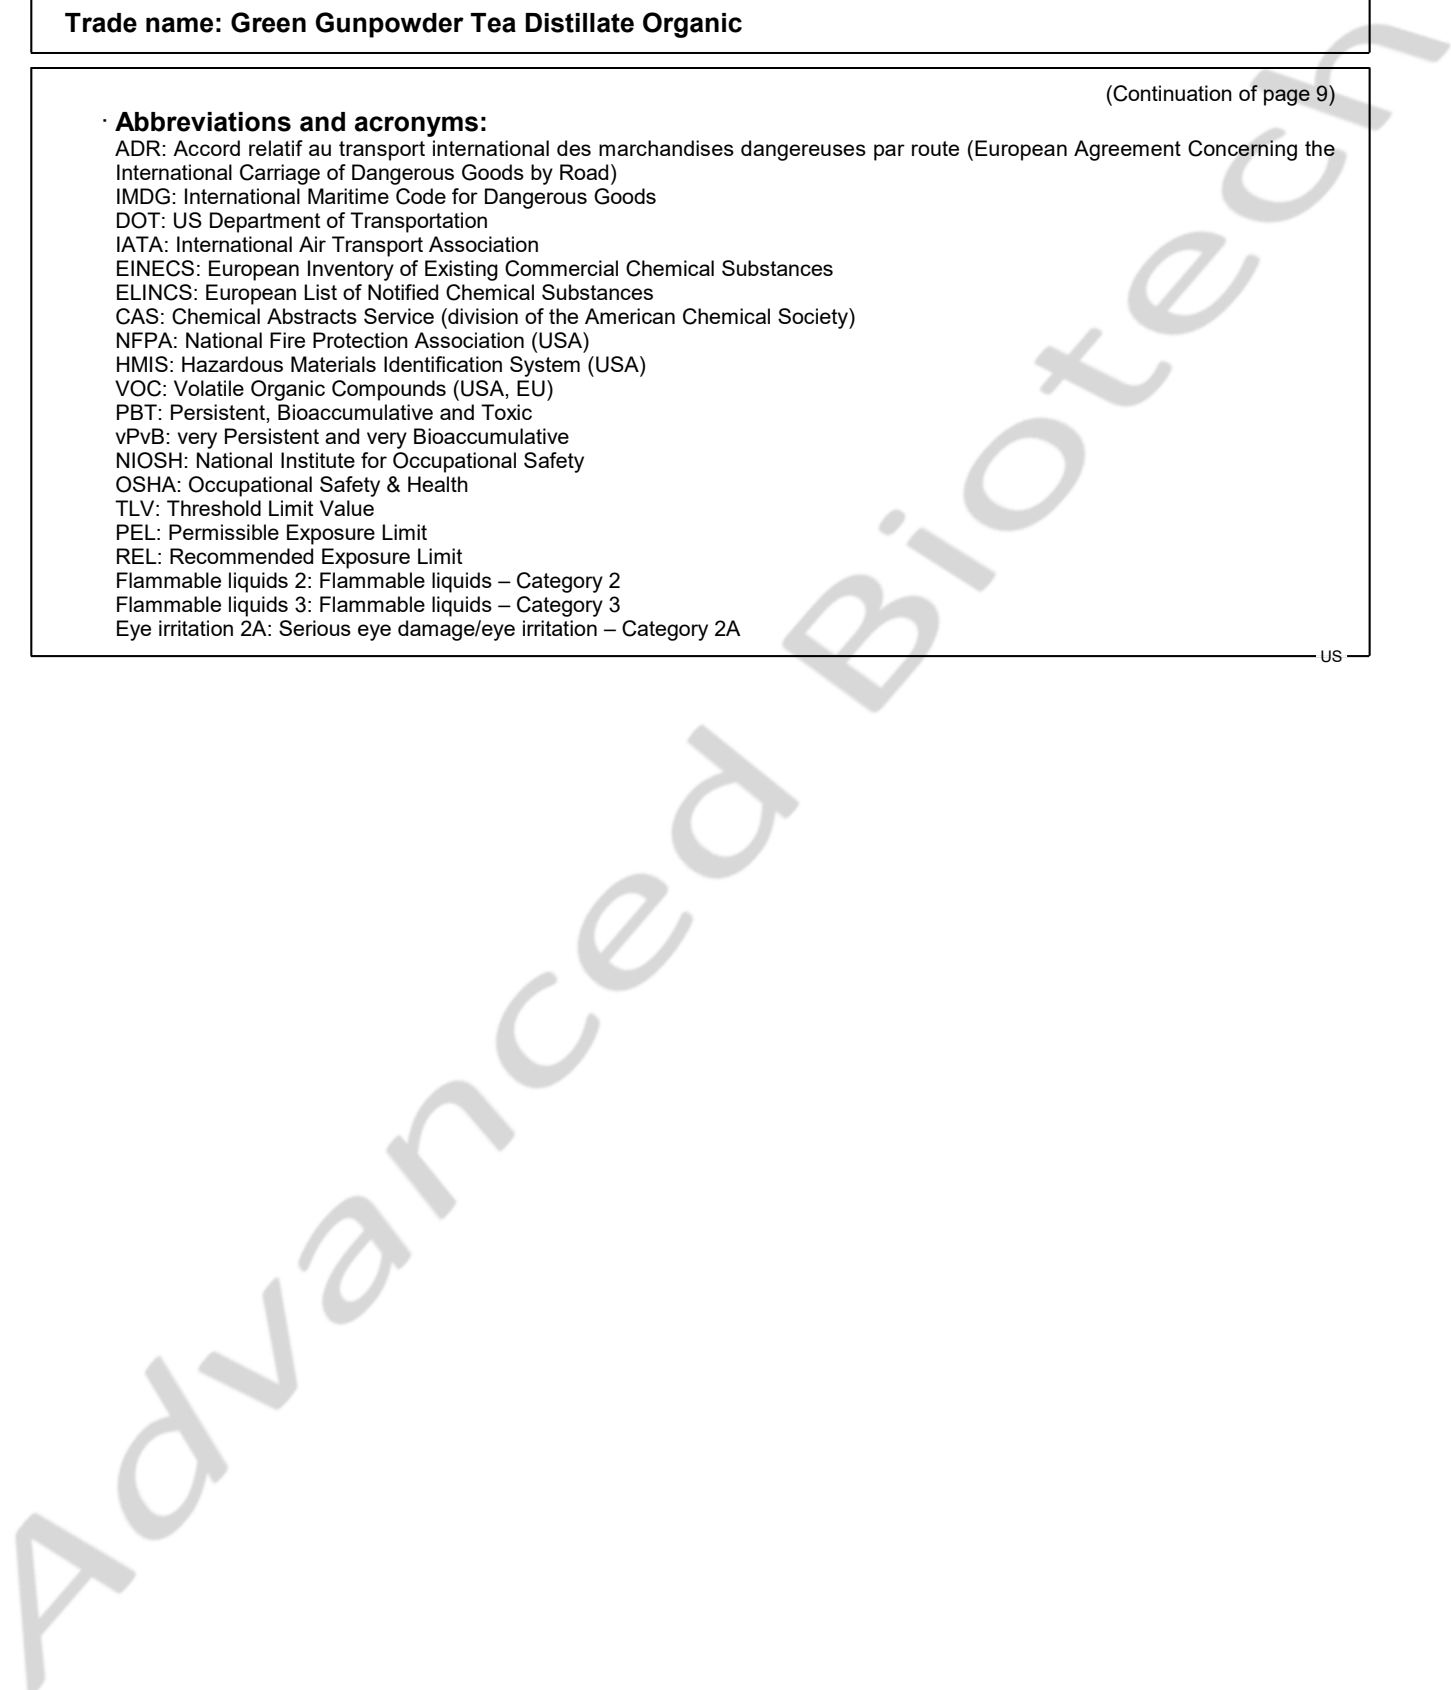 Trade name: Green Gunpowder Tea Distillate Organic
(Continuation of page 9)
· Abbreviations and acronyms:
ADR: Accord relatif au transport international des marchandises dangereuses par route (European Agreement Concerning the
International Carriage of Dangerous Goods by Road)
IMDG: International Maritime Code for Dangerous Goods
DOT: US Department of Transportation
IATA: International Air Transport Association
EINECS: European Inventory of Existing Commercial Chemical Substances
ELINCS: European List of Notified Chemical Substances
CAS: Chemical Abstracts Service (division of the American Chemical Society)
NFPA: National Fire Protection Association (USA)
HMIS: Hazardous Materials Identification System (USA)
VOC: Volatile Organic Compounds (USA, EU)
PBT: Persistent, Bioaccumulative and Toxic
vPvB: very Persistent and very Bioaccumulative
NIOSH: National Institute for Occupational Safety
OSHA: Occupational Safety & Health
TLV: Threshold Limit Value
PEL: Permissible Exposure Limit
REL: Recommended Exposure Limit
Flammable liquids 2: Flammable liquids – Category 2
Flammable liquids 3: Flammable liquids – Category 3
Eye irritation 2A: Serious eye damage/eye irritation – Category 2A
US
Advanced Biotech